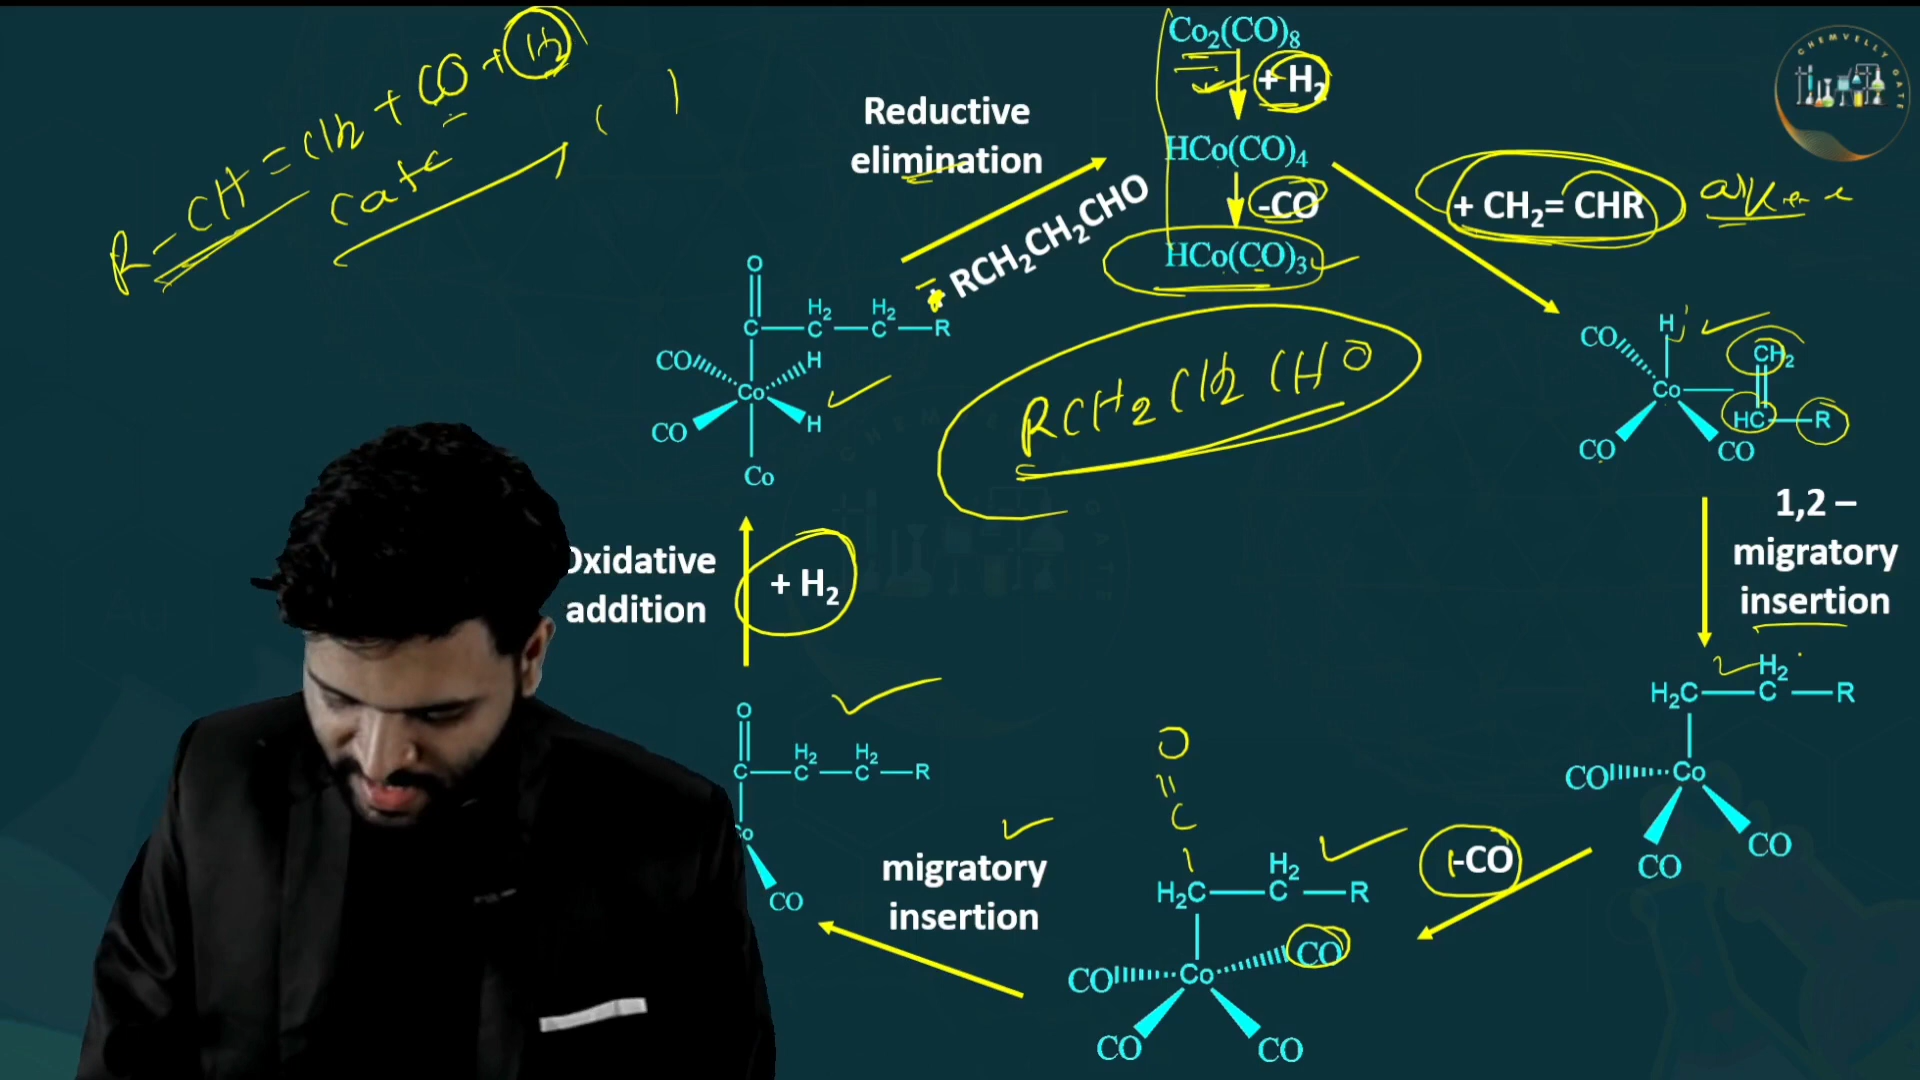 R-CH=CH2 + CO + H2
Catc
( )
Reductive
elimination
+ RCH2CH2CHO
Co2(CO)8
+ H2
HCo(CO)4
-CO
HCo(CO)3
CHEMVELLY GATE
+ CH2= CHR
alkene
RCH2CH2CHO
H
CO
CH2
Co
HC
R
CO
CO
1,2 –
migratory
insertion
H2
H2C
C
R
CO
Co
CO
CO
-CO
O
C
H2
H2C
C
R
CO
CO
Co
CO
CO
migratory
insertion
O
H2
H2
C
C
C
R
CO
+ H2
Oxidative
addition
O
H2
H2
C
C
C
R
CO
H
Co
CO
H
Co